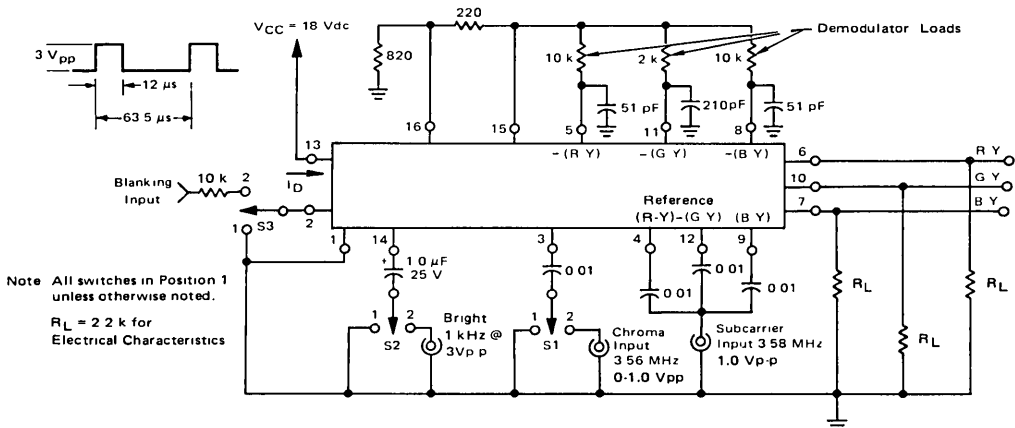 VCC = 18 Vdc
220
Demodulator Loads
3 Vpp
12 µs
63 5 µs
820
10 k
2 k
10 k
51 pF
210pF
51 pF
16
15
5
11
8
13
ID
–(R Y)
–(G Y)
–(B Y)
6
R Y
10
G Y
7
B Y
Blanking
Input
10 k
2
S3
1
2
Reference
(R-Y)–(G Y)
(B Y)
1
14
3
4
12
9
+
1 0 µF
25 V
0 01
0 01
0 01
0 01
Note All switches in Position 1
unless otherwise noted.
RL = 2 2 k for
Electrical Characteristics
1
2
S2
Bright
1 kHz @
3Vp p
1
2
S1
Chroma
Input
3 56 MHz
0-1.0 Vpp
Subcarrier
Input 3 58 MHz
1.0 Vp-p
RL
RL
RL